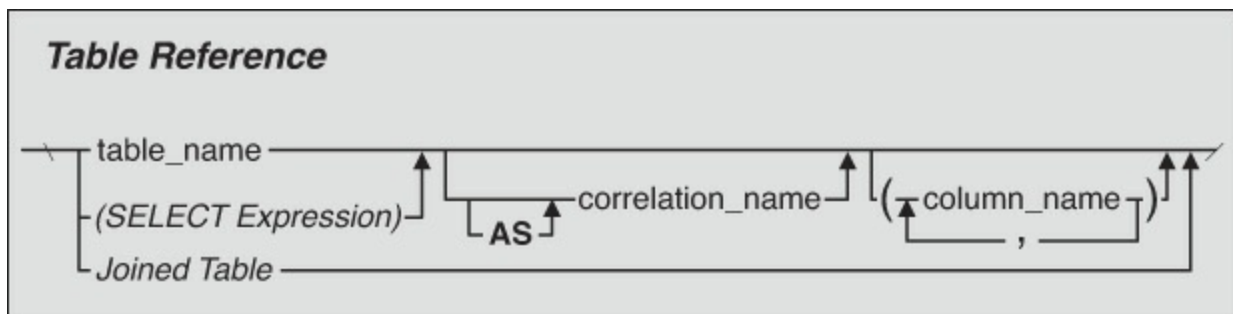 Table Reference
table_name
(SELECT Expression)
AS
correlation_name
( column_name )
,
Joined Table